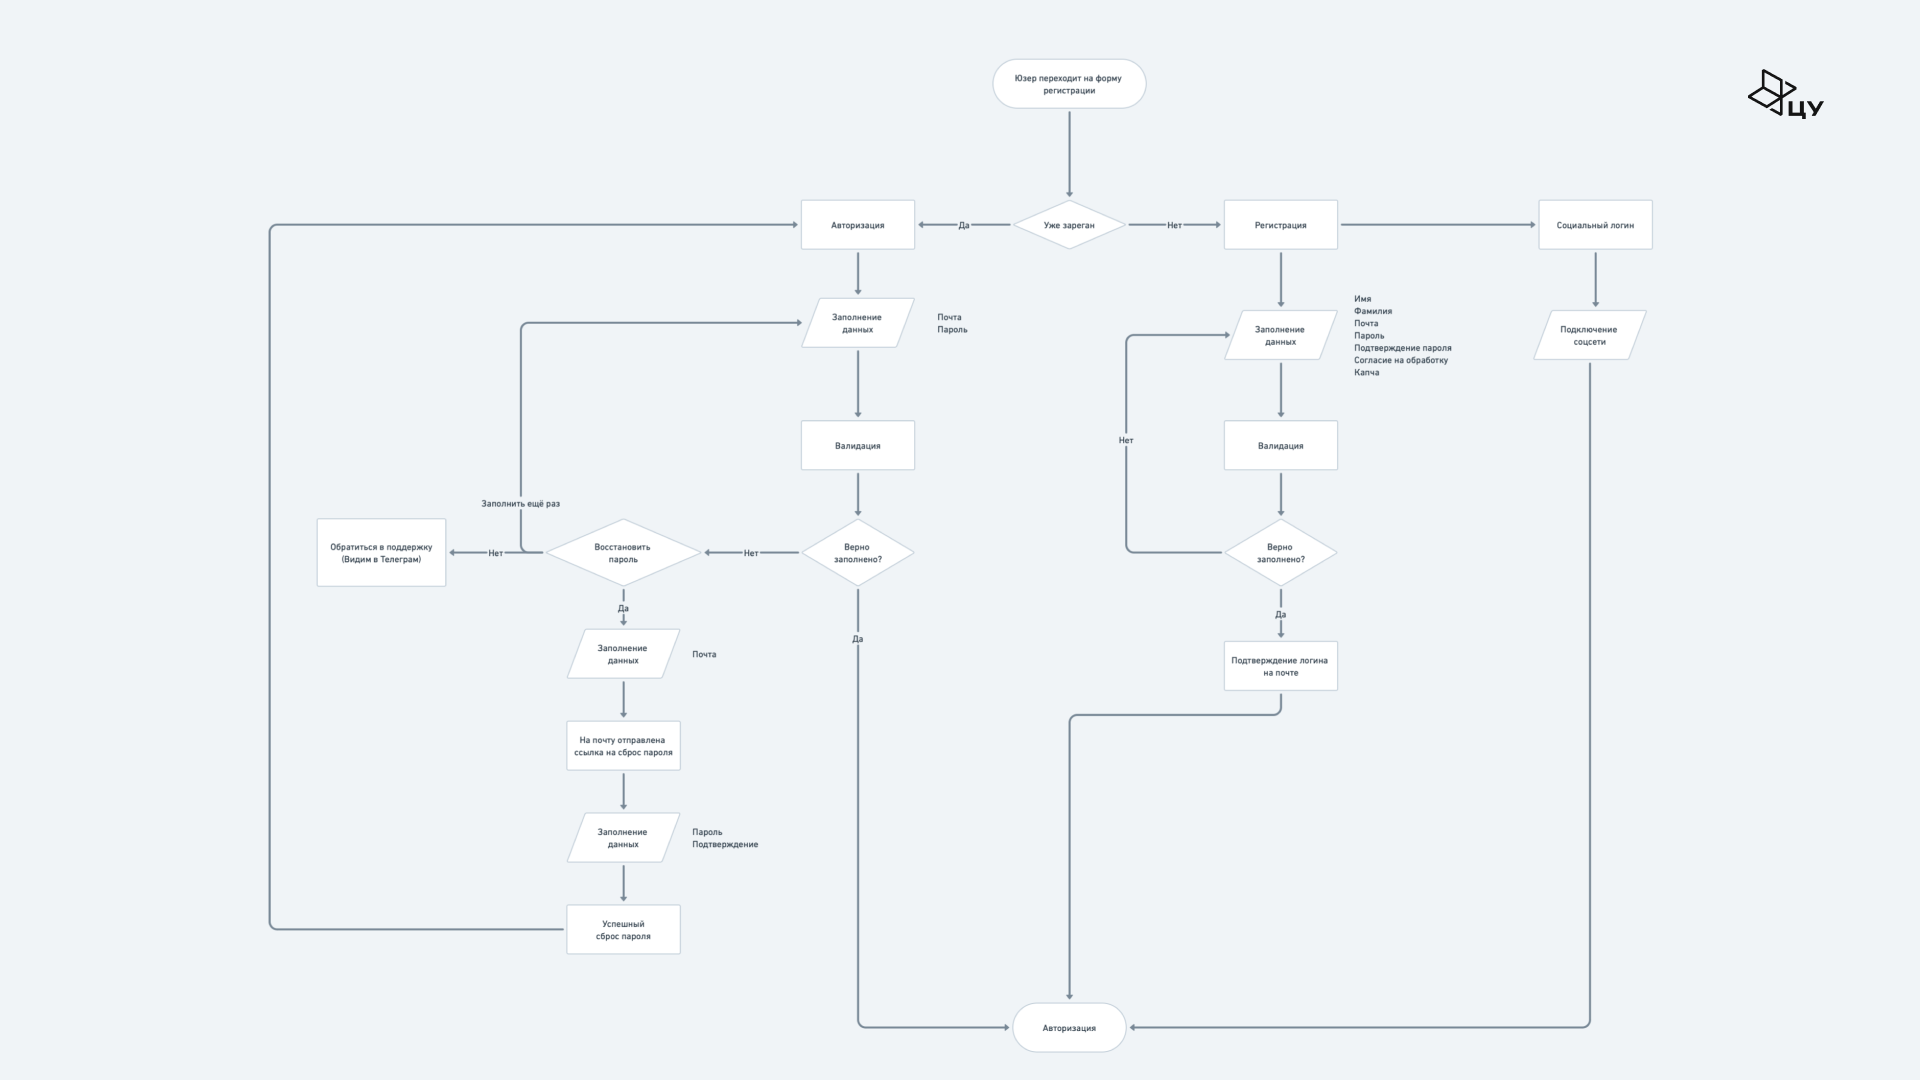 Юзер переходит на форму
регистрации
ЦУ
Авторизация
Да
Уже зареган
Нет
Регистрация
Социальный логин
Заполнение
данных
Почта
Пароль
Заполнение
данных
Имя
Фамилия
Почта
Пароль
Подтверждение пароля
Согласие на обработку
Капча
Подключение
соцсети
Валидация
Нет
Валидация
Заполнить ещё раз
Обратиться в поддержку
(Видим в Телеграм)
Нет
Восстановить
пароль
Нет
Верно
заполнено?
Верно
заполнено?
Да
Да
Да
Заполнение
данных
Почта
Подтверждение логина
на почте
На почту отправлена
ссылка на сброс пароля
Заполнение
данных
Пароль
Подтверждение
Успешный
сброс пароля
Авторизация